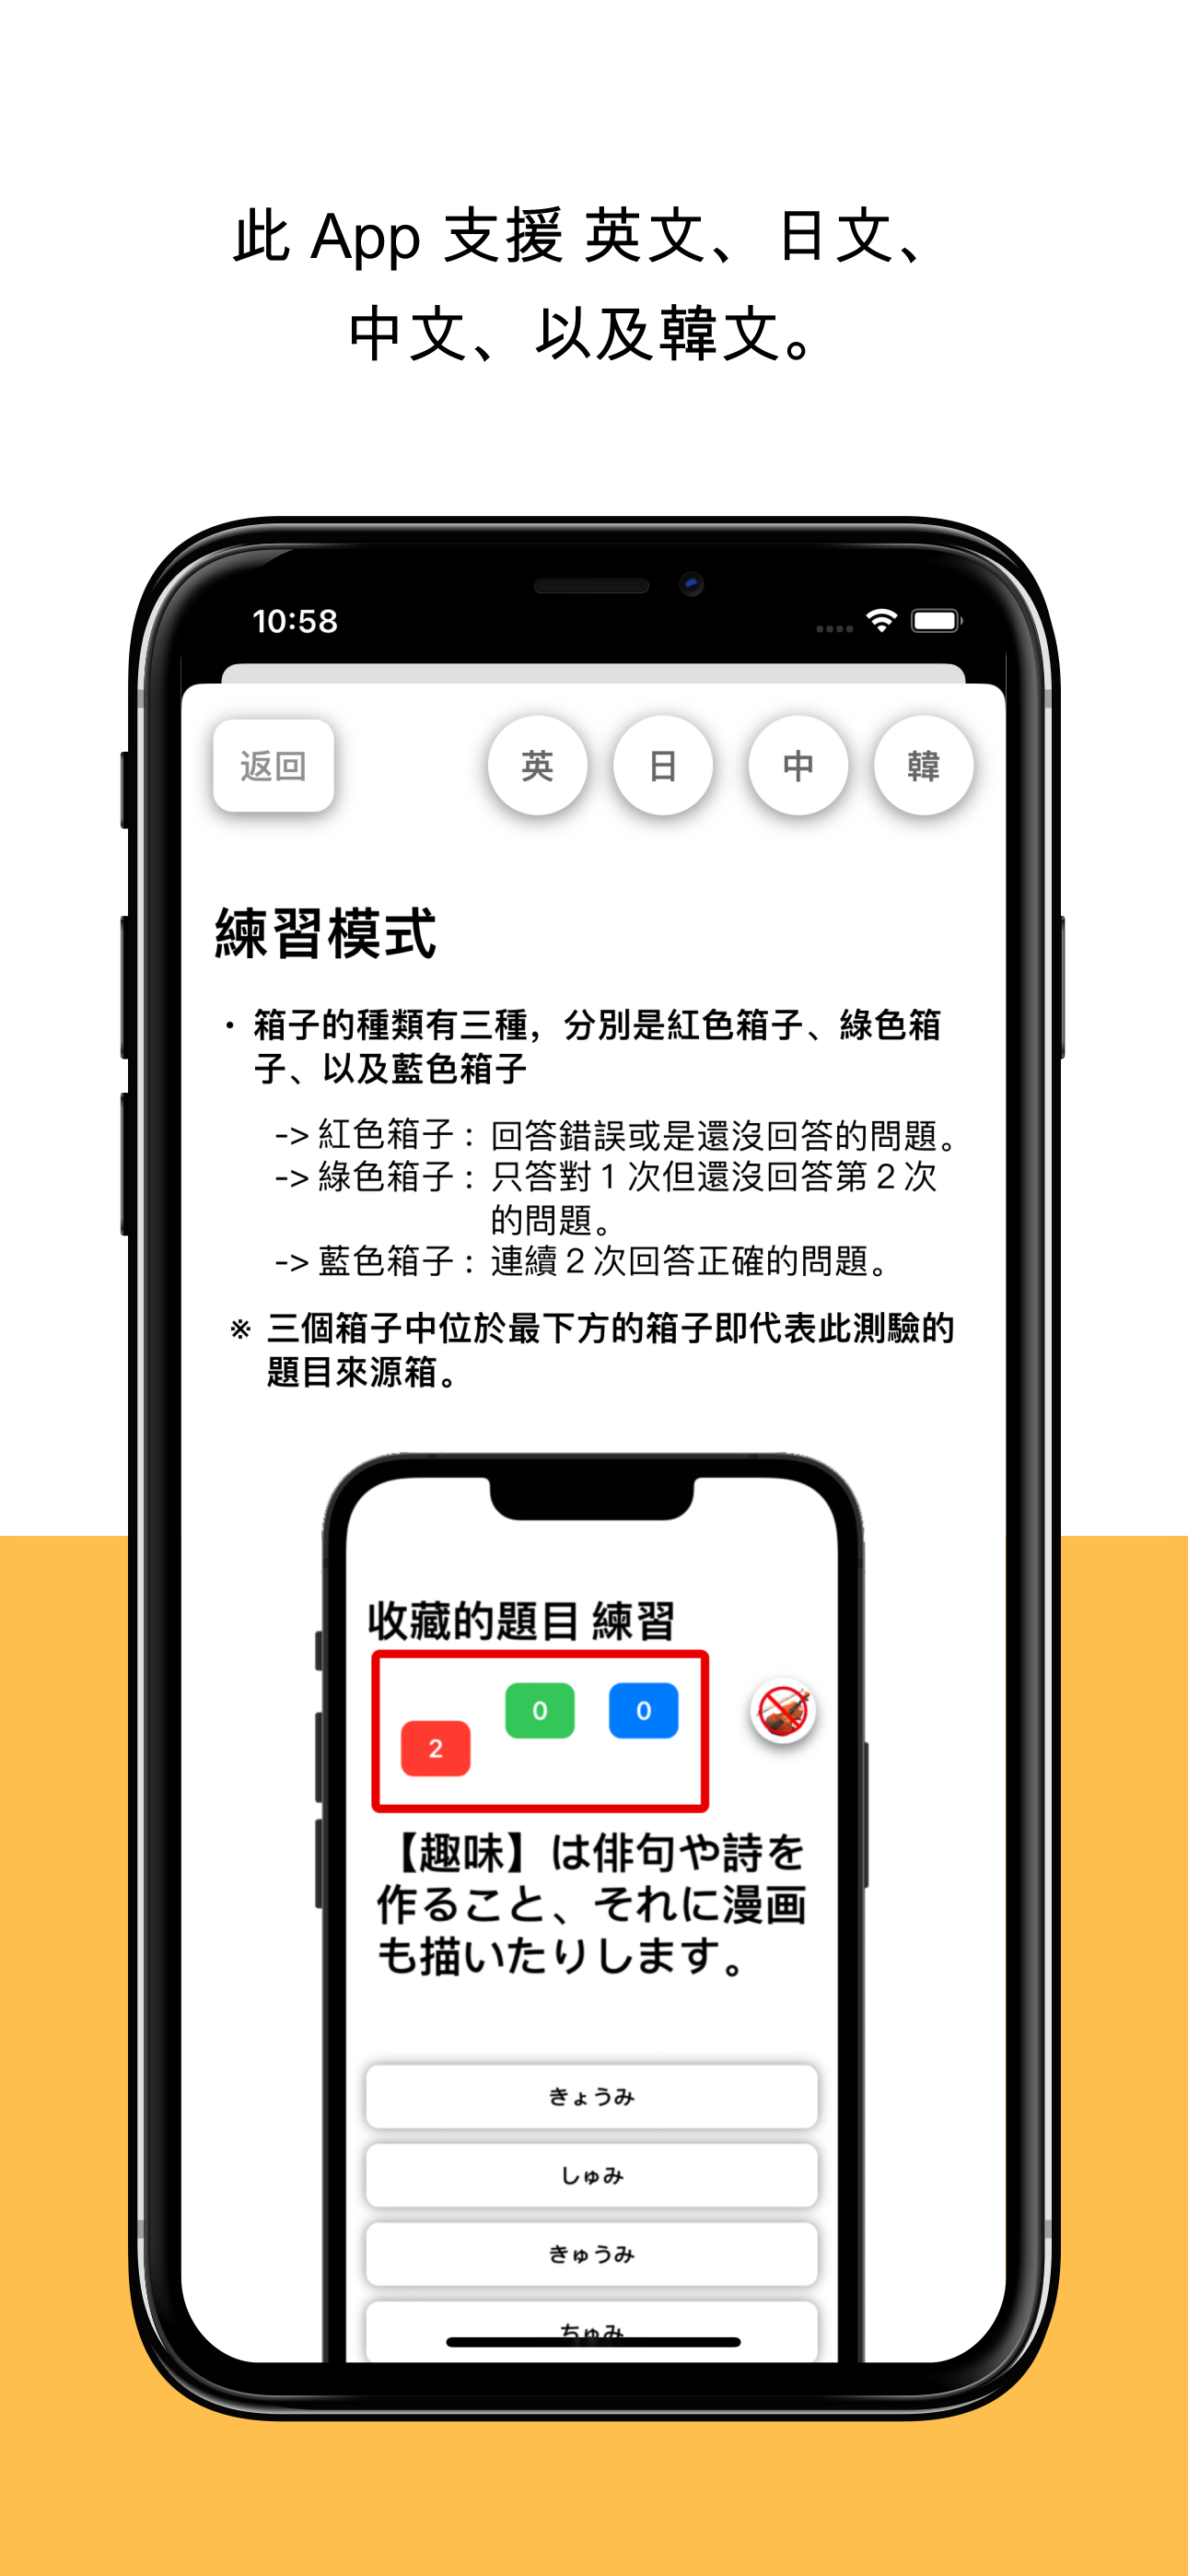 此 App 支援 英文、日文、
中文、以及韓文。
10:58
返回 英 日 中 韓
練習模式
・箱子的種類有三種，分別是紅色箱子、綠色箱
子、以及藍色箱子
-> 紅色箱子：回答錯誤或是還沒回答的問題。
-> 綠色箱子：只答對 1 次但還沒回答第 2 次
的問題。
-> 藍色箱子：連續 2 次回答正確的問題。
※ 三個箱子中位於最下方的箱子即代表此測驗的
題目來源箱。
收藏的題目 練習
2 0 0
【趣味】は俳句や詩を
作ること、それに漫画
も描いたりします。
きょうみ
しゅみ
きゅうみ
ちゅみ